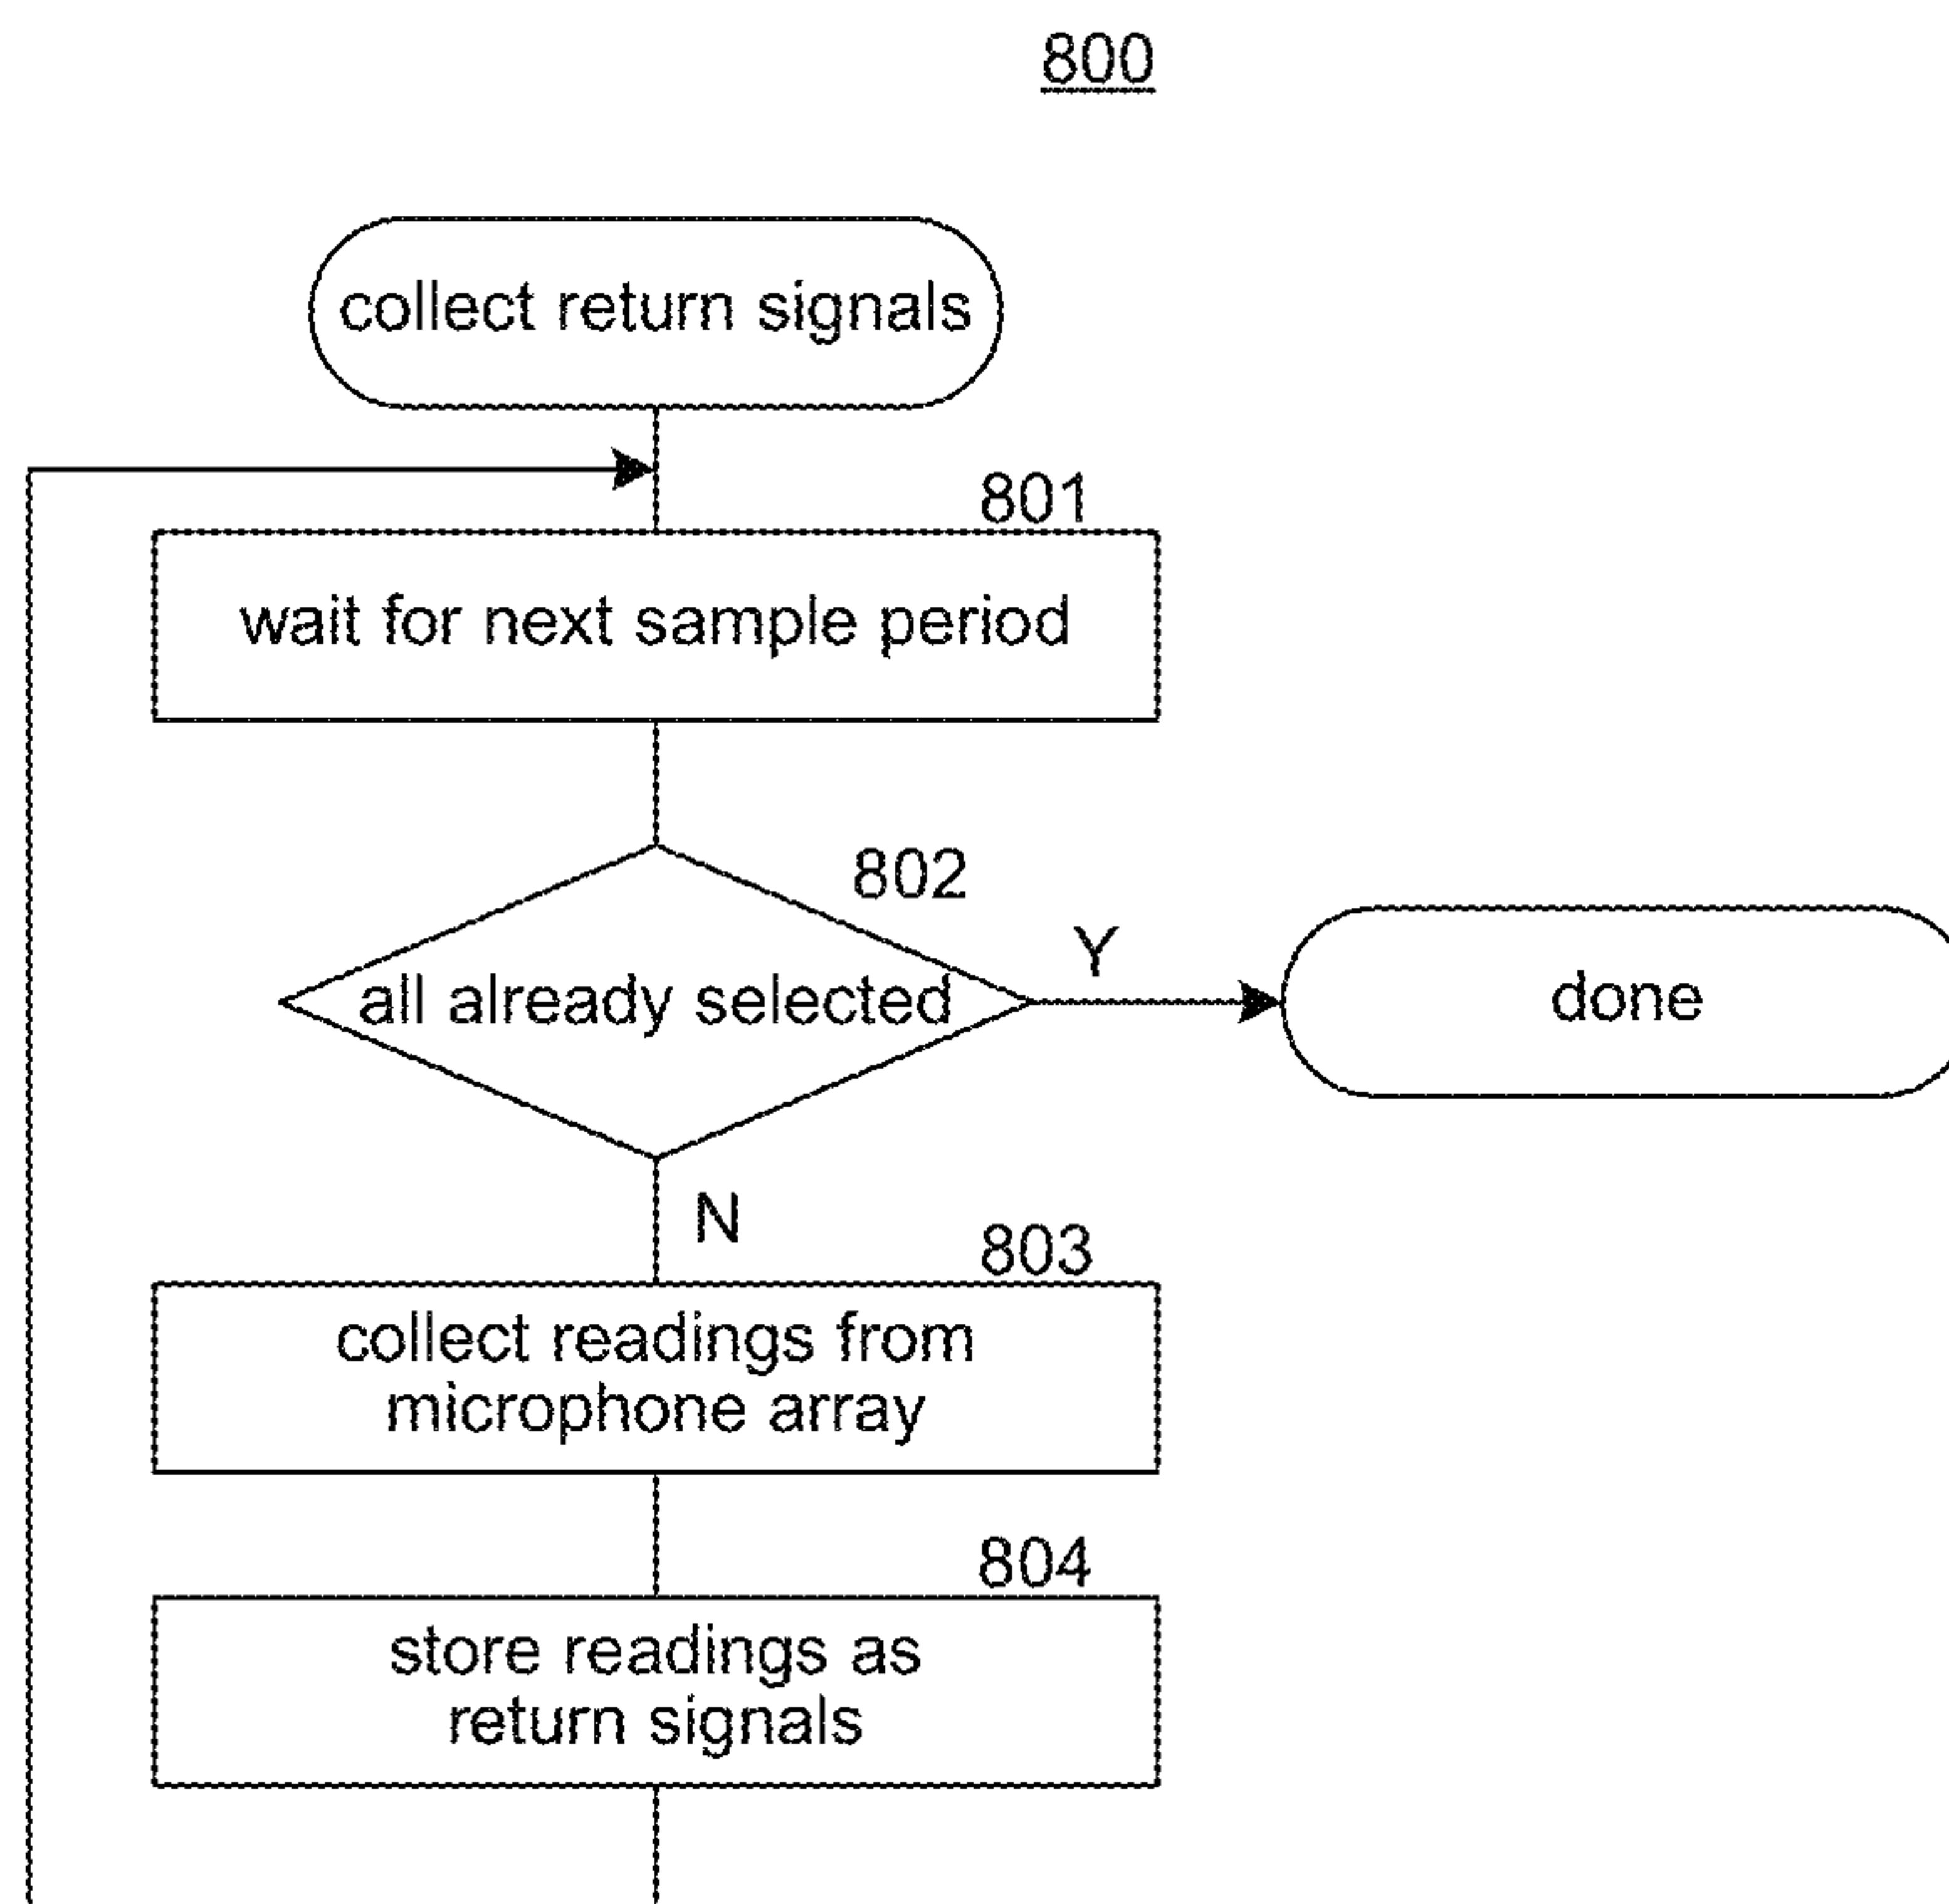 800
collect return signals
801
wait for next sample period
802
all already selected
Y
done
N
803
collect readings from
microphone array
804
store readings as
return signals